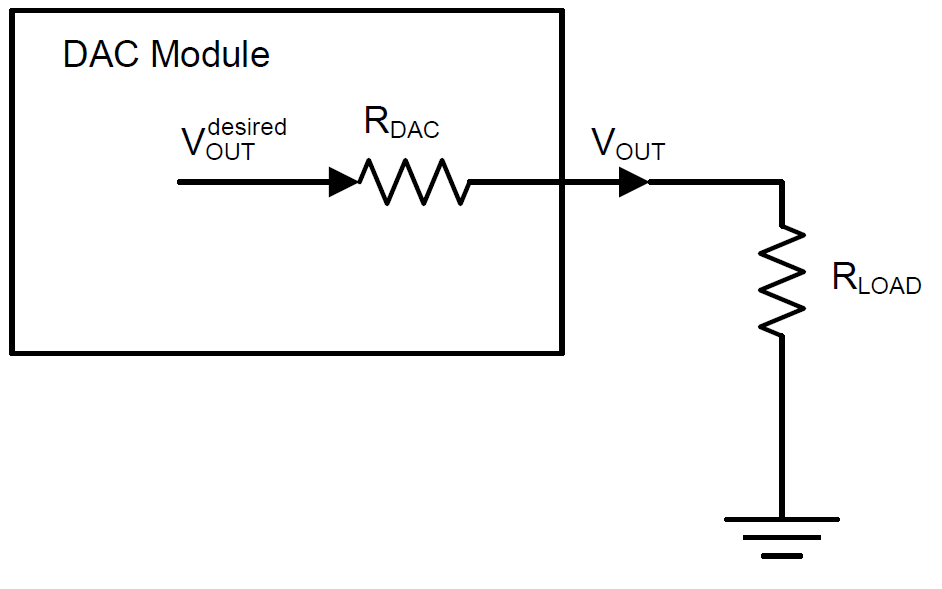 DAC Module
V_OUT^desired
R_DAC
V_OUT
R_LOAD